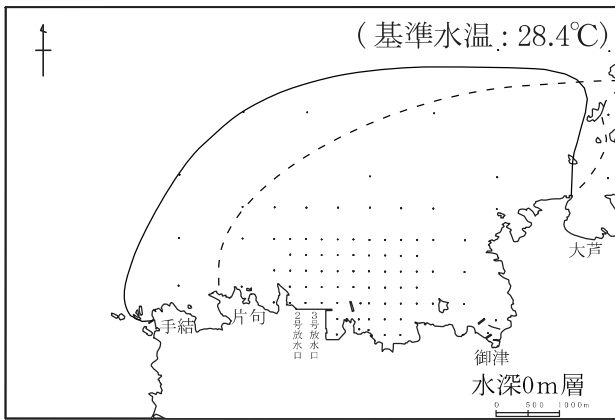 (基準水温:28.4℃)
大芦
手結
片句
2号放水口
3号放水口
御津
水深0m層
0 500 1000m